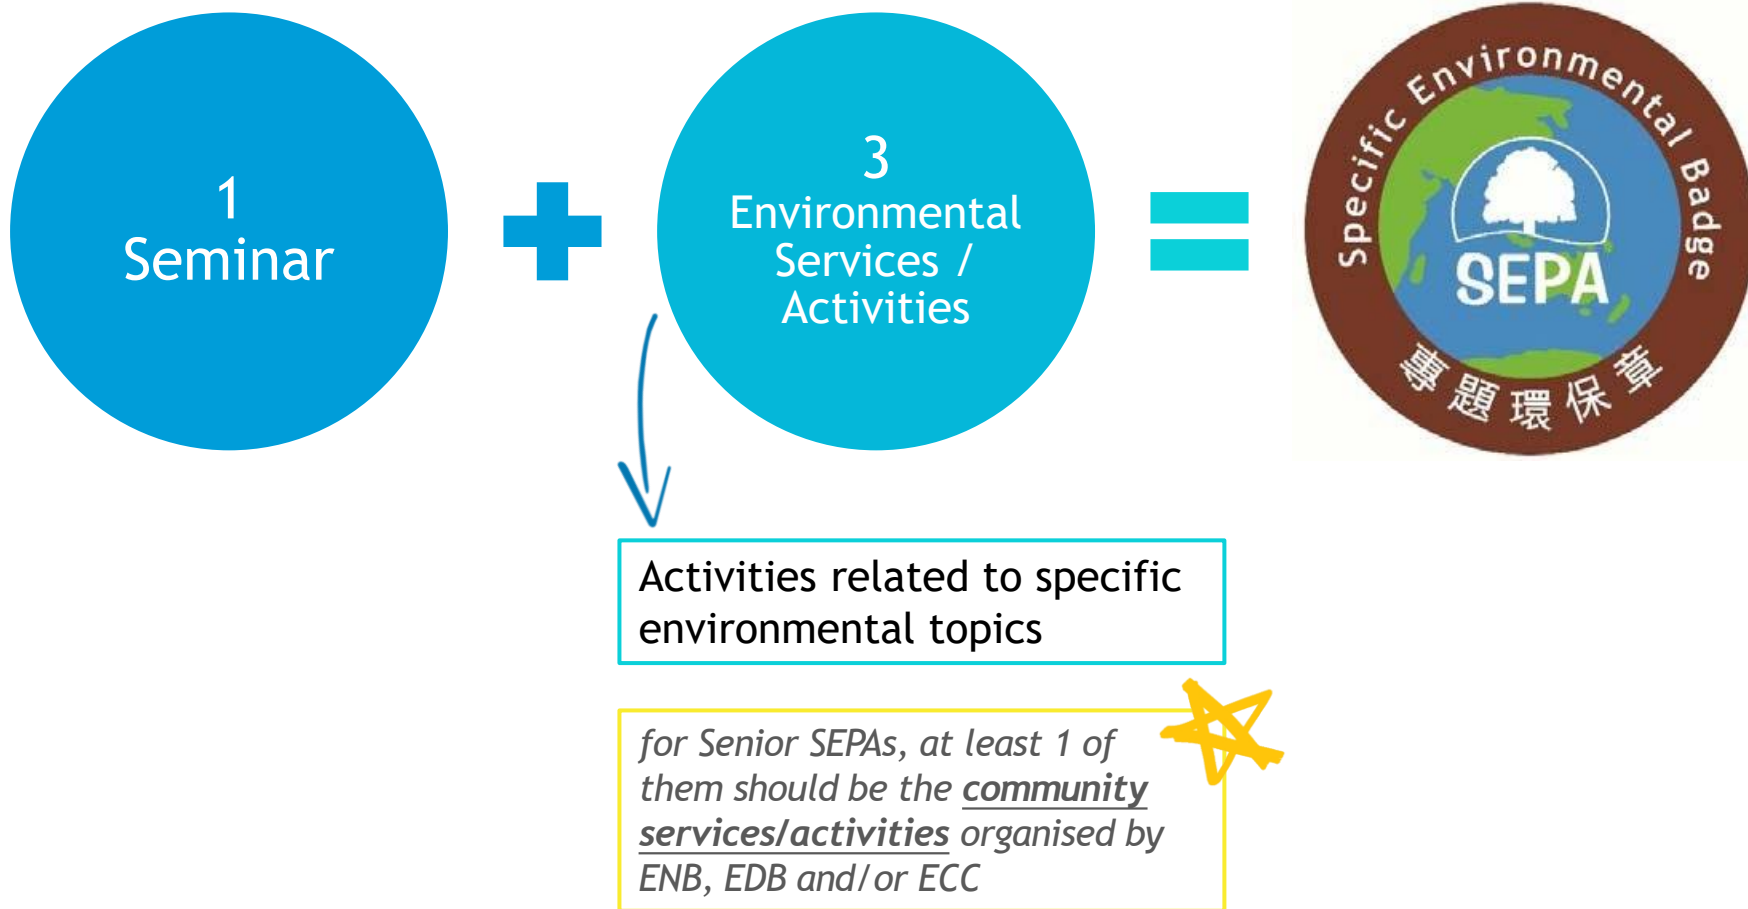 1
Seminar
3
Environmental
Services /
Activities
Specific Environmental Badge
SEPA
專題環保章
Activities related to specific
environmental topics
for Senior SEPAs, at least 1 of
them should be the community
services/activities organised by
ENB, EDB and/or ECC